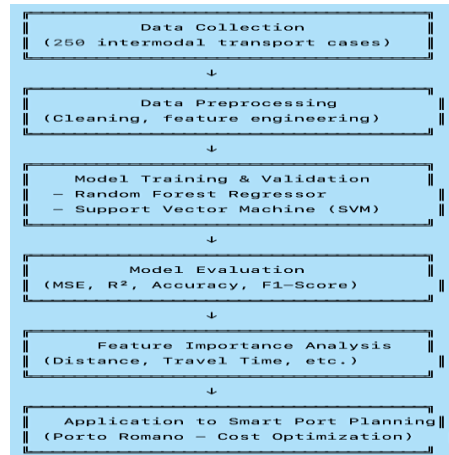 Data Collection
(250 intermodal transport cases)
↓
Data Preprocessing
(Cleaning, feature engineering)
↓
Model Training & Validation
– Random Forest Regressor
– Support Vector Machine (SVM)
↓
Model Evaluation
(MSE, R², Accuracy, F1–Score)
↓
Feature Importance Analysis
(Distance, Travel Time, etc.)
↓
Application to Smart Port Planning
(Porto Romano – Cost Optimization)